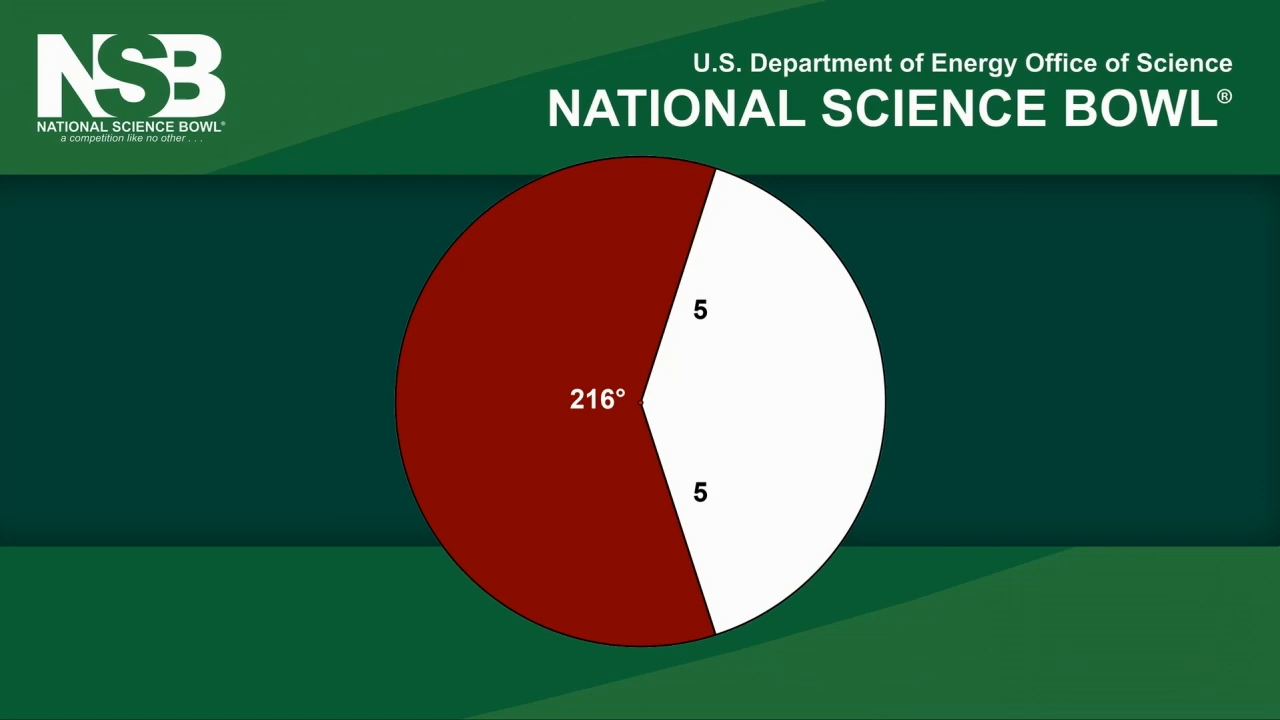 NSB
NATIONAL SCIENCE BOWL®
a competition like no other . . .
U.S. Department of Energy Office of Science
NATIONAL SCIENCE BOWL®
5
216°
5